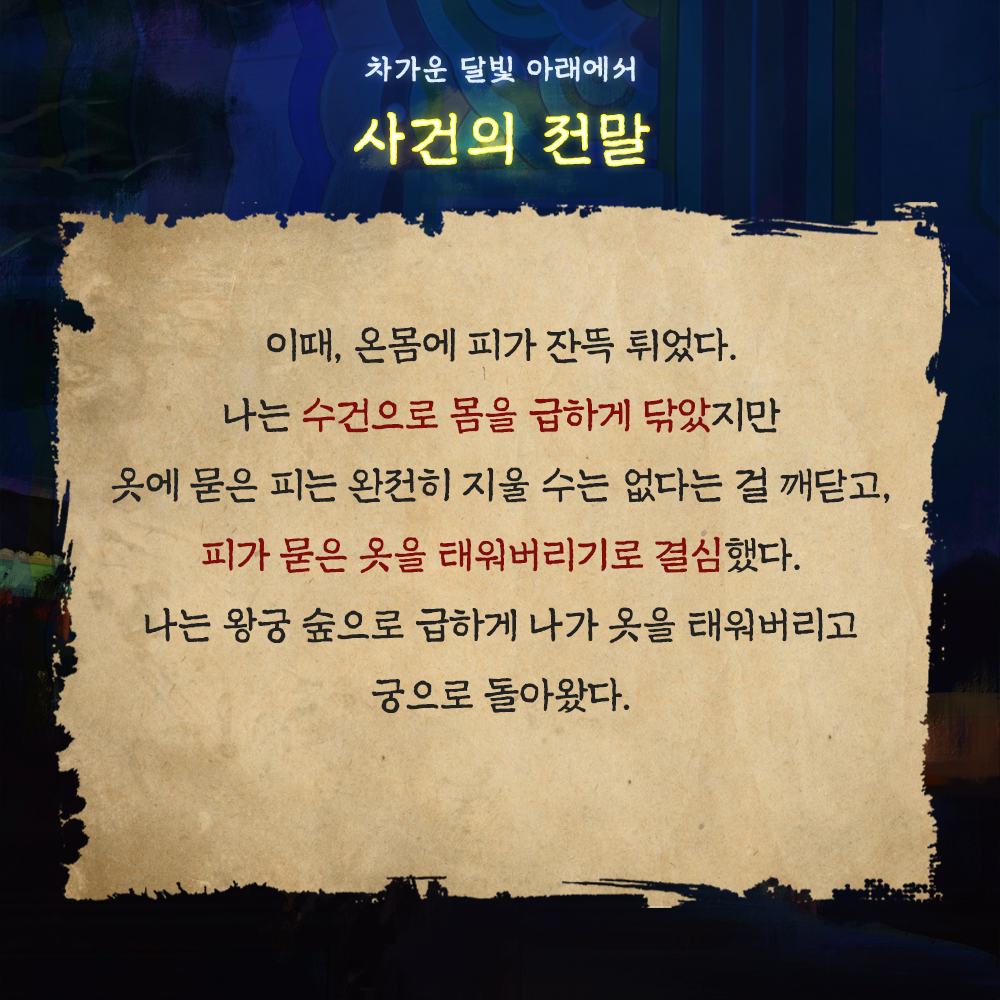 차가운 달빛 아래에서
사건의 전말
이때, 온몸에 피가 잔뜩 튀었다.
나는 수건으로 몸을 급하게 닦았지만
옷에 묻은 피는 완전히 지울 수는 없다는 걸 깨닫고,
피가 묻은 옷을 태워버리기로 결심했다.
나는 왕궁 숲으로 급하게 나가 옷을 태워버리고
궁으로 돌아왔다.